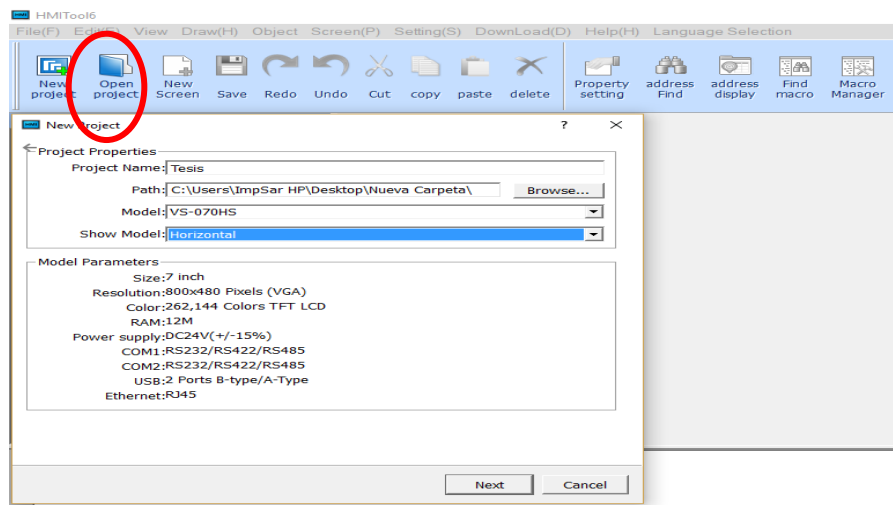 HMITool6
File(F) Edit(E) View Draw(H) Object Screen(P) Setting(S) DownLoad(D) Help(H) Language Selection
New project Open project New Screen Save Redo Undo Cut copy paste delete Property setting address Find address display Find macro Macro Manager
New Project ? ×
Project Properties
Project Name: Tesis
Path: C:\Users\ImpSar HP\Desktop\Nueva Carpeta\ Browse...
Model: VS-070HS
Show Model: Horizontal
Model Parameters
Size:7 inch
Resolution:800x480 Pixels (VGA)
Color:262,144 Colors TFT LCD
RAM:12M
Power supply:DC24V(+/-15%)
COM1:RS232/RS422/RS485
COM2:RS232/RS422/RS485
USB:2 Ports B-type/A-Type
Ethernet:RJ45
Next Cancel